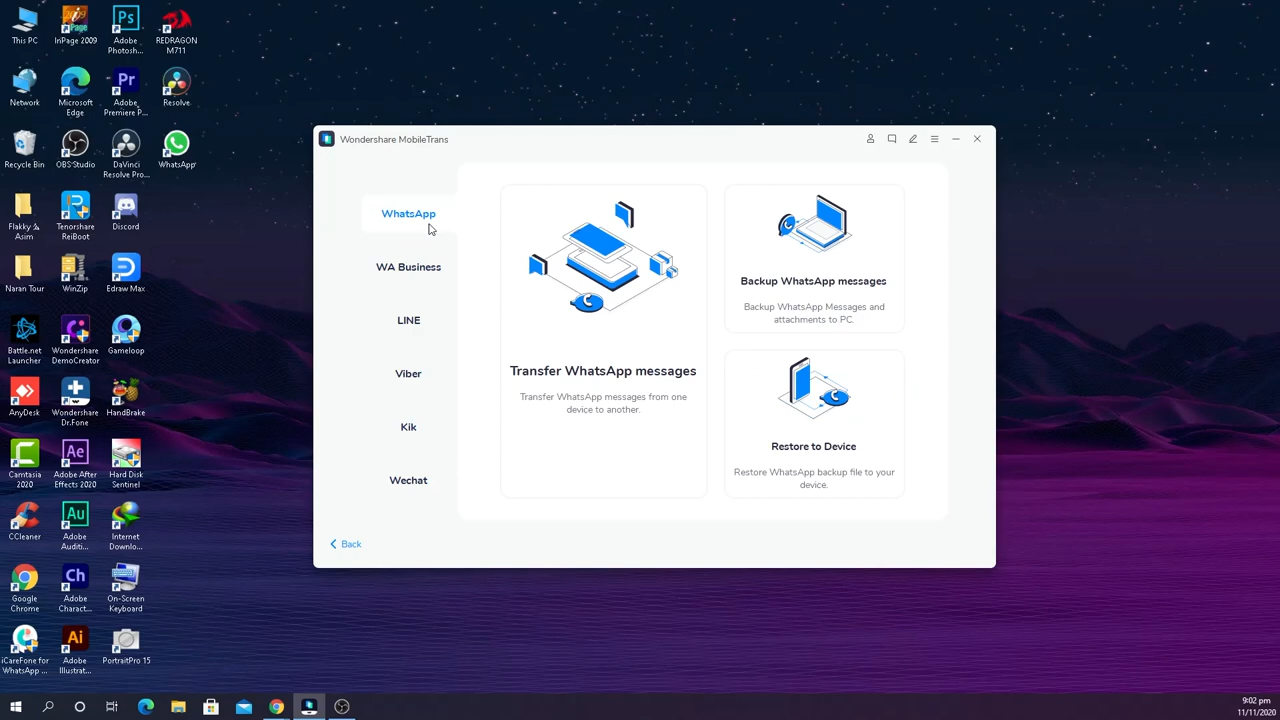 This PC
InPage 2009
Adobe
Photosh...
REDRAGON
M711
Network
Microsoft
Edge
Adobe
Premiere P...
Resolve
Recycle Bin
OBS Studio
DaVinci
Resolve Pro...
WhatsApp
Asim
Tenorshare
ReiBoot
Discord
Naran Tour
WinZip
Edraw Max
Battle.net
Launcher
Wondershare
DemoCreator
Gameloop
AnyDesk
Wondershare
Dr.Fone
HandBrake
Camtasia
2020
Adobe After
Effects 2020
Hard Disk
Sentinel
CCleaner
Adobe
Auditi...
Internet
Downlo...
Google
Chrome
Adobe
Charact...
On-Screen
Keyboard
iCareFone for
WhatsApp ...
Adobe
Illustrat...
PortraitPro 15
Wondershare MobileTrans
WhatsApp
WA Business
LINE
Viber
Kik
Wechat
Transfer WhatsApp messages
Transfer WhatsApp messages from one
device to another.
Backup WhatsApp messages
Backup WhatsApp Messages and
attachments to PC.
Restore to Device
Restore WhatsApp backup file to your
device.
Back
9:02 pm
11/11/2020